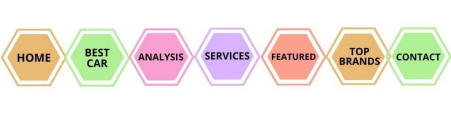 HOME
BEST
CAR
ANALYSIS
SERVICES
FEATURED
TOP
BRANDS
CONTACT